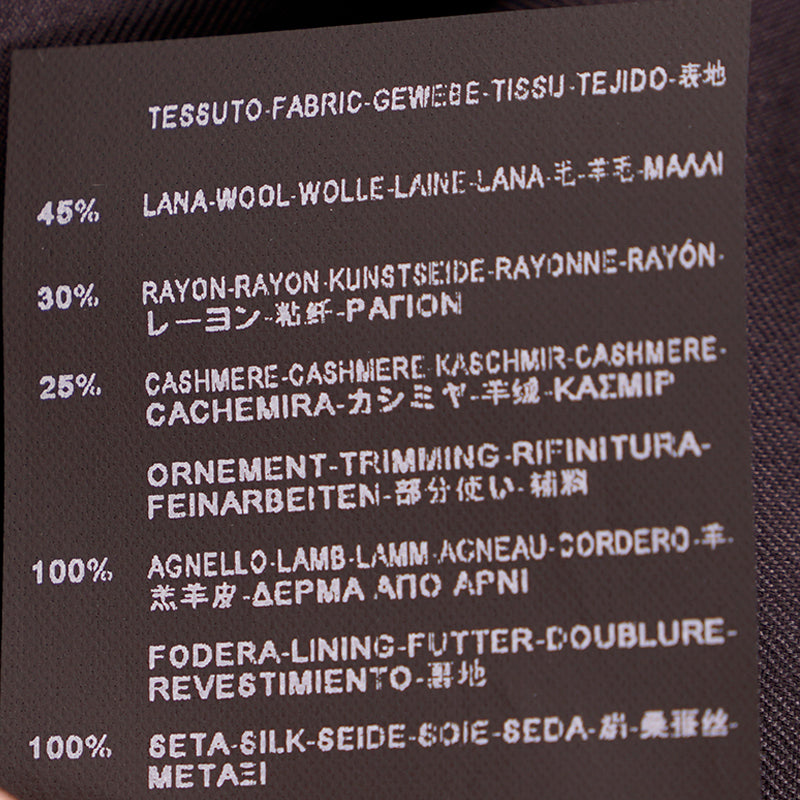 TESSUTO-FABRIC-GEWEBE-TISSU-TEJIDO-表地
45% LANA-WOOL-WOLLE-LAINE-LANA-毛-羊毛-ΜΑΛΛΙ
30% RAYON-RAYON-KUNSTSEIDE-RAYONNE-RAYÓN-
レーヨン-粘纤-ΡΑΓΙΟΝ
25% CASHMERE-CASHMERE-KASCHMIR-CASHMERE-
CACHEMIRA-カシミヤ-羊绒-ΚΑΣΜΙΡ
ORNEMENT-TRIMMING-RIFINITURA-
FEINARBEITEN-部分使い-辅料
100% AGNELLO-LAMB-LAMM-AGNEAU-CORDERO-羊-
羔羊皮-ΔΕΡΜΑ ΑΠΟ ΑΡΝΙ
FODERA-LINING-FUTTER-DOUBLURE-
REVESTIMIENTO-裏地
100% SETA-SILK-SEIDE-SOIE-SEDA-絹-桑蚕丝-
ΜΕΤΑΞΙ